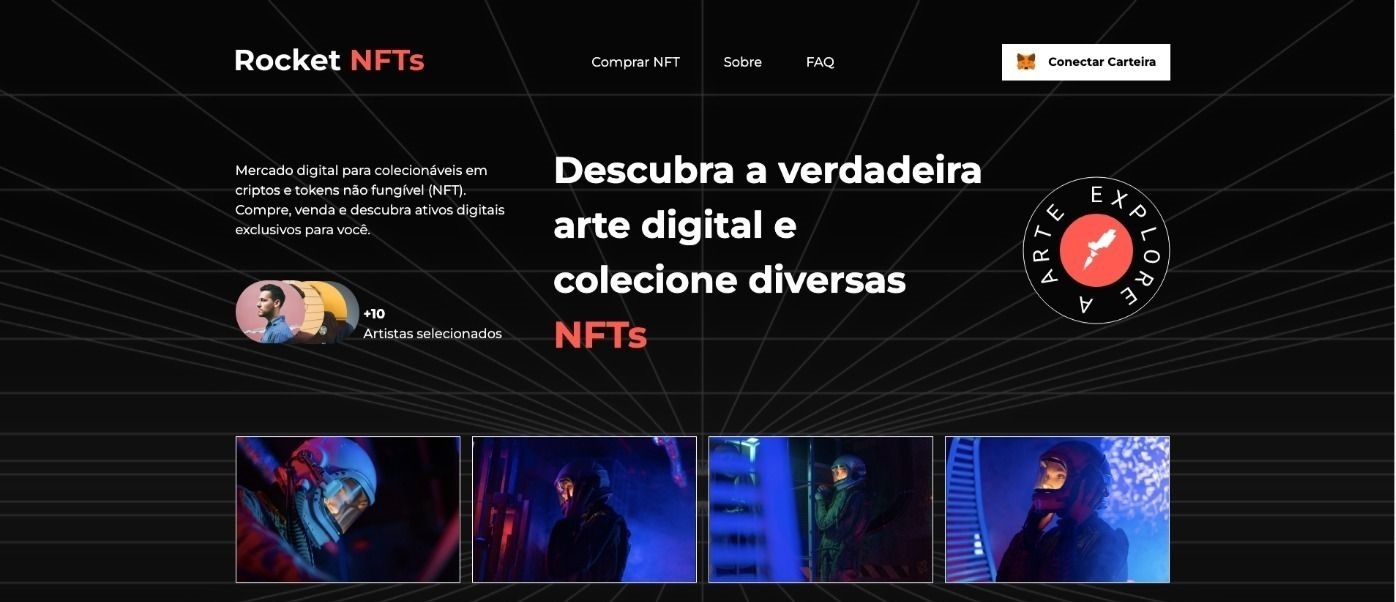 Rocket NFTs
Comprar NFT
Sobre
FAQ
Conectar Carteira
Mercado digital para colecionáveis em
criptos e tokens não fungível (NFT).
Compre, venda e descubra ativos digitais
exclusivos para você.
+10
Artistas selecionados
Descubra a verdadeira
arte digital e
colecione diversas
NFTs
EXPLORE A ARTE